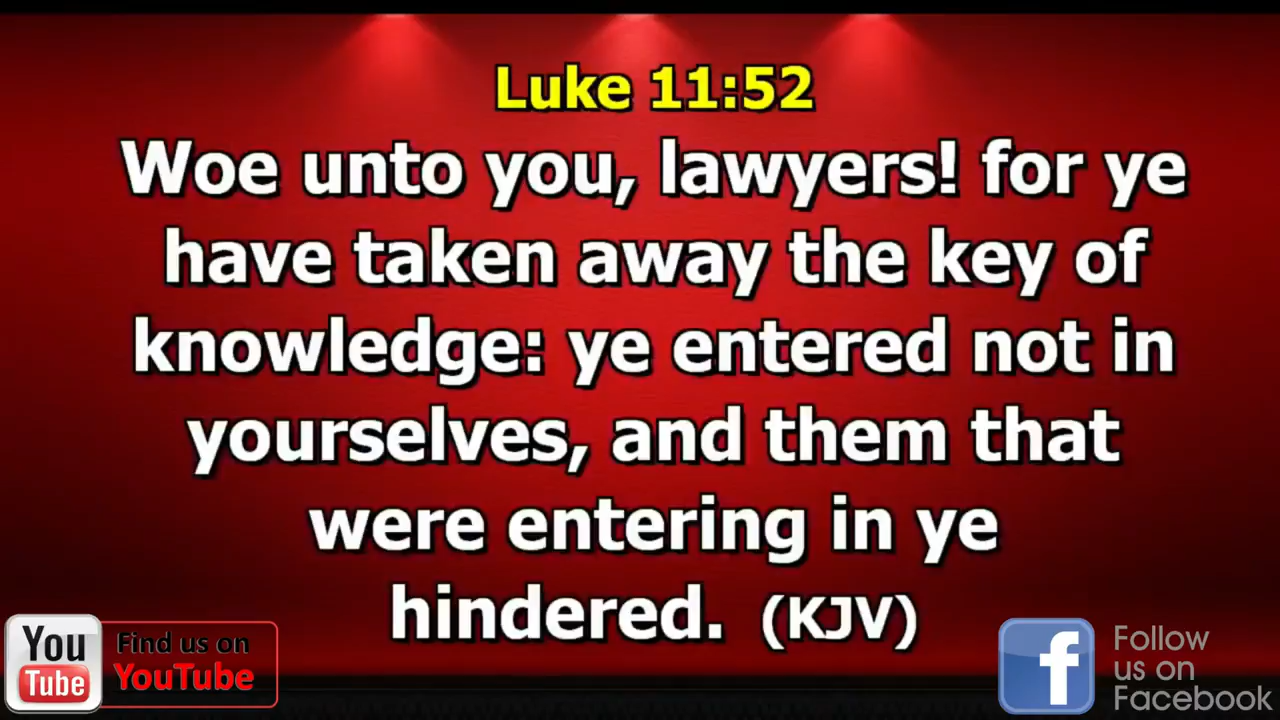 Luke 11:52
Woe unto you, lawyers! for ye
have taken away the key of
knowledge: ye entered not in
yourselves, and them that
were entering in ye
hindered. (KJV)
You
Tube
Find us on
YouTube
f
Follow
us on
Facebook